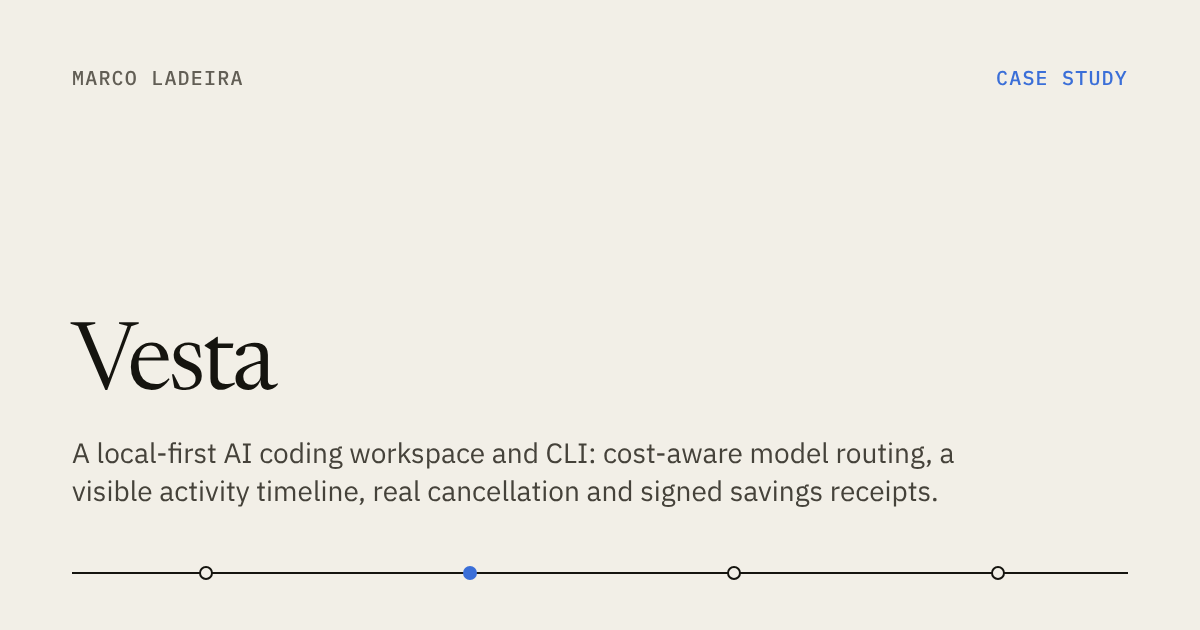 MARCO LADEIRA
CASE STUDY
Vesta
A local-first AI coding workspace and CLI: cost-aware model routing, a
visible activity timeline, real cancellation and signed savings receipts.